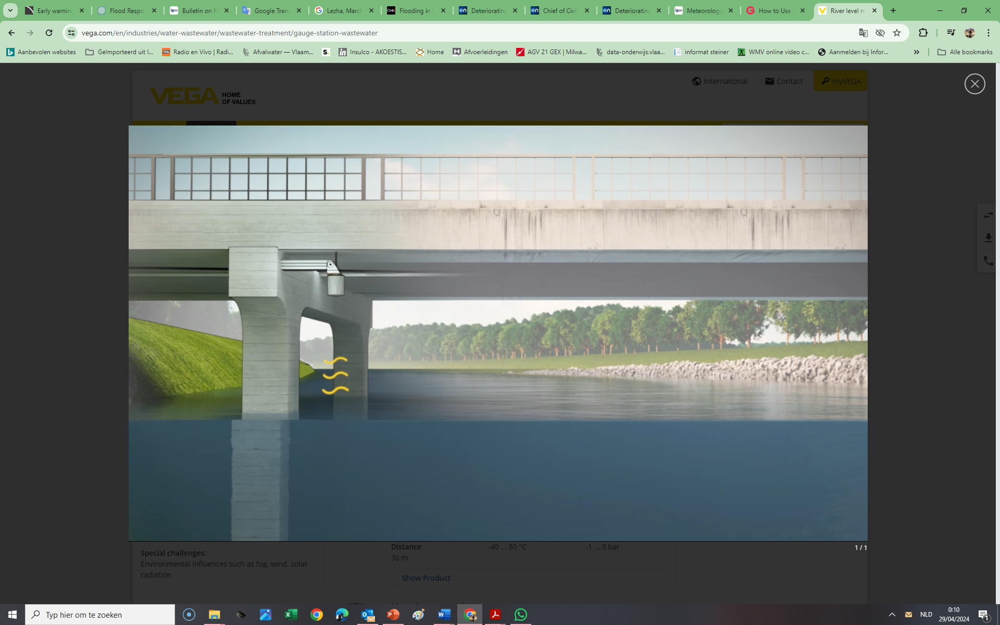 Early warning
Flood Respo
Bulletin on N
Google Trans
Lezha, March
Flooding in L
Deteriorating
Chief of Civil
Deteriorating
Meteorology
How to Use
River level m
vega.com/en/industries/water-wastewater/wastewater-treatment/gauge-station-wastewater
Aanbevolen websites
Geïmporteerd uit I...
Radio en Vivo | Radi...
Afvalwater — Vlaam...
Insulco - AKOESTIS...
Home
Afvoerleidingen
AGV 21 GEX | Milwa...
data-onderwijs.vlaa...
informat steiner
WMV online video c...
Aanmelden bij Infor...
Alle bookmarks
International
Contact
myVEGA
VEGA HOME
OF VALUES
1 / 1
Special challenges:
Environmental influences such as fog, wind, solar
radiation
Distance
30 m
-40 ... 80 °C
-1 ... 3 bar
Show Product
Typ hier om te zoeken
NLD
0:10
29/04/2024
1